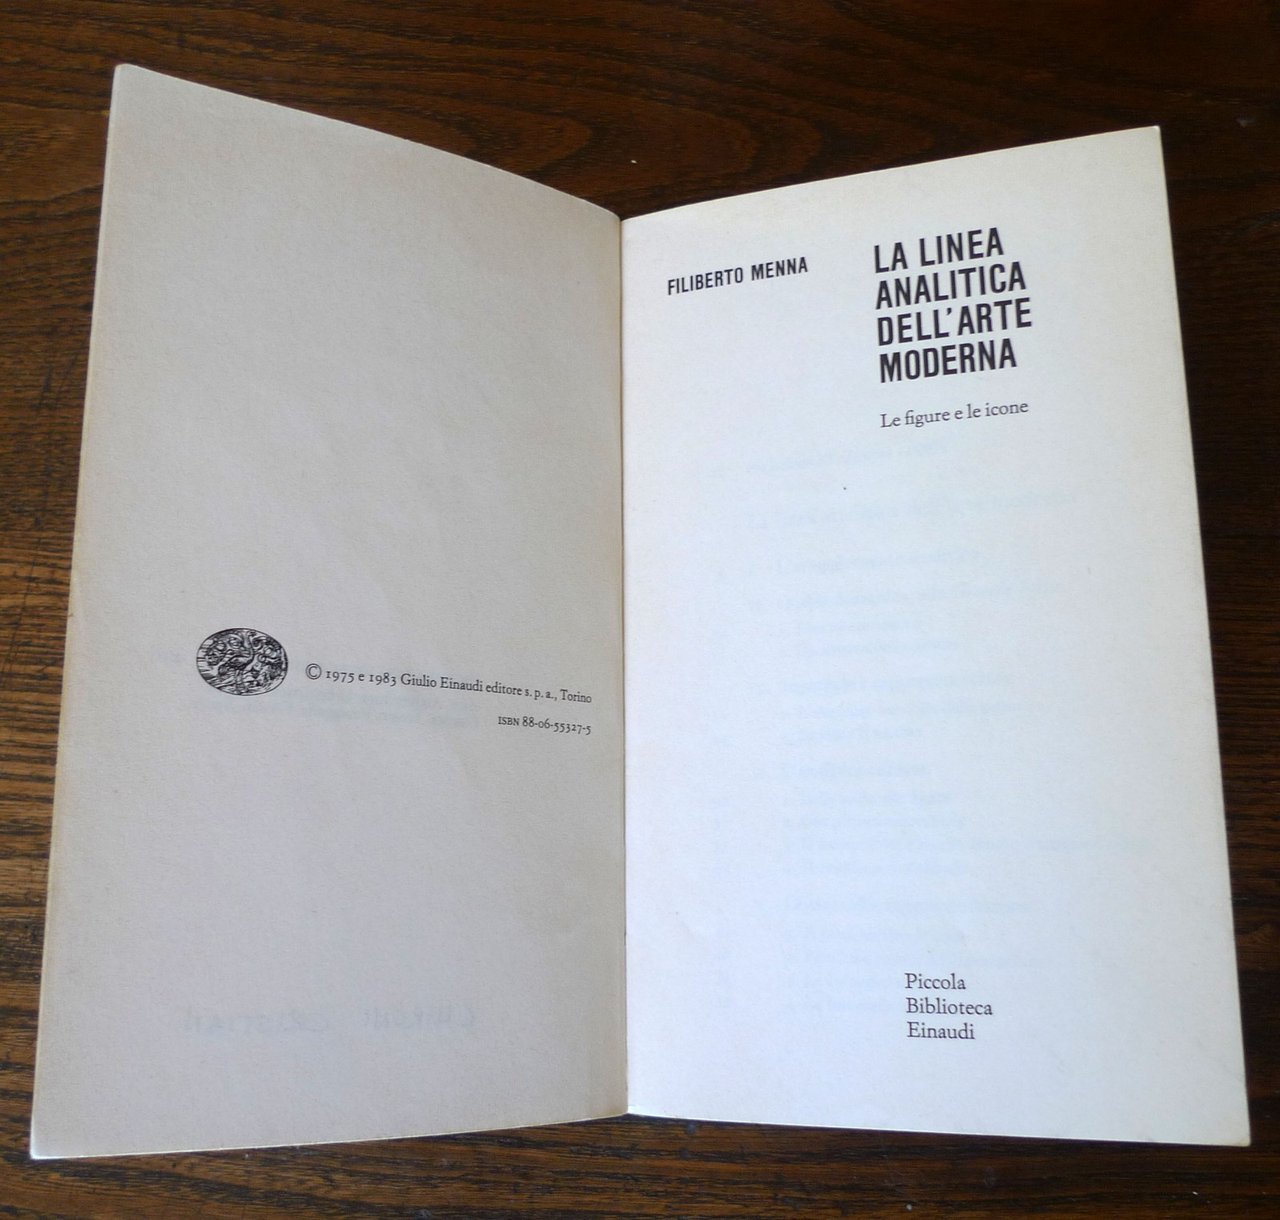 © 1975 e 1983 Giulio Einaudi editore s. p. a., Torino
ISBN 88-06-55327-5
FILIBERTO MENNA
LA LINEA
ANALITICA
DELL'ARTE
MODERNA
Le figure e le icone
Piccola
Biblioteca
Einaudi